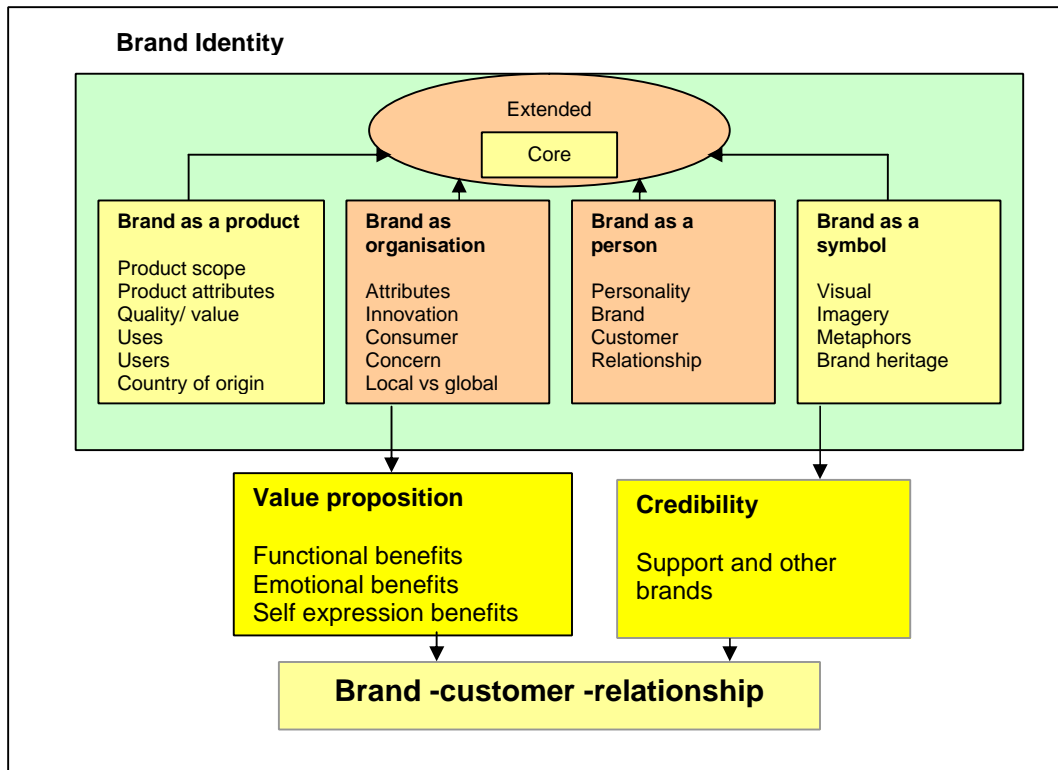 Brand Identity
Extended
Core
Brand as a product
Product scope
Product attributes
Quality/ value
Uses
Users
Country of origin
Brand as
organisation
Attributes
Innovation
Consumer
Concern
Local vs global
Brand as a
person
Personality
Brand
Customer
Relationship
Brand as a
symbol
Visual
Imagery
Metaphors
Brand heritage
Value proposition
Functional benefits
Emotional benefits
Self expression benefits
Credibility
Support and other
brands
Brand -customer -relationship